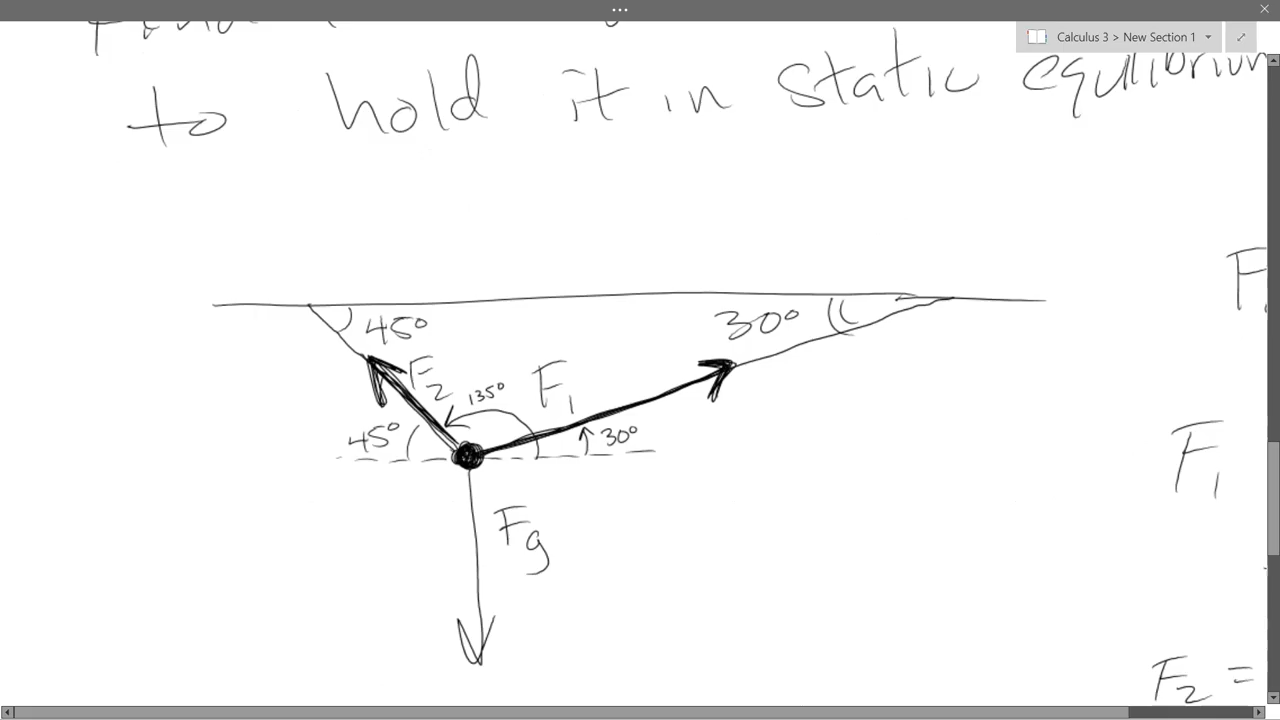 Calculus 3 > New Section 1
to hold it in static equilibrium
45°
30°
F
F₂
135°
F₁
45°
30°
F₁
Fg
F₂ =